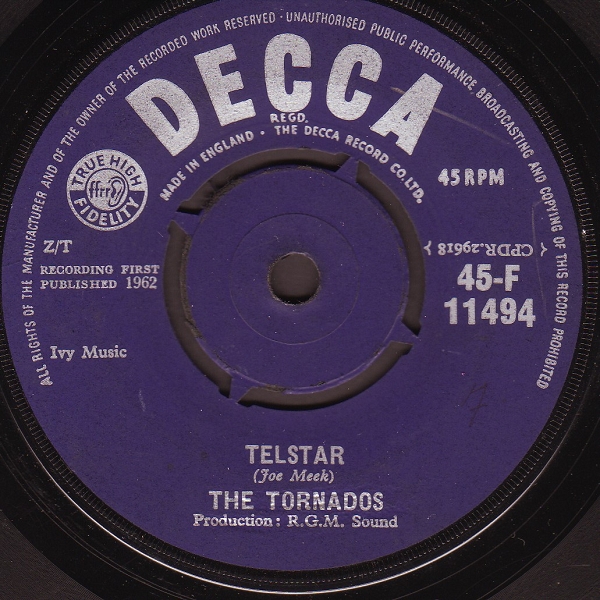 ALL RIGHTS OF THE MANUFACTURER AND OF THE OWNER OF THE RECORDED WORK RESERVED · UNAUTHORISED PUBLIC PERFORMANCE, BROADCASTING AND COPYING OF THIS RECORD PROHIBITED
DECCA
REGD.
MADE IN ENGLAND · THE DECCA RECORD CO. LTD.
TRUE HIGH
ffrr
FIDELITY
45 RPM
Z/T
RECORDING FIRST
PUBLISHED 1962
CPDR.29618
45-F
11494
Ivy Music
TELSTAR
(Joe Meek)
THE TORNADOS
Production: R.G.M. Sound